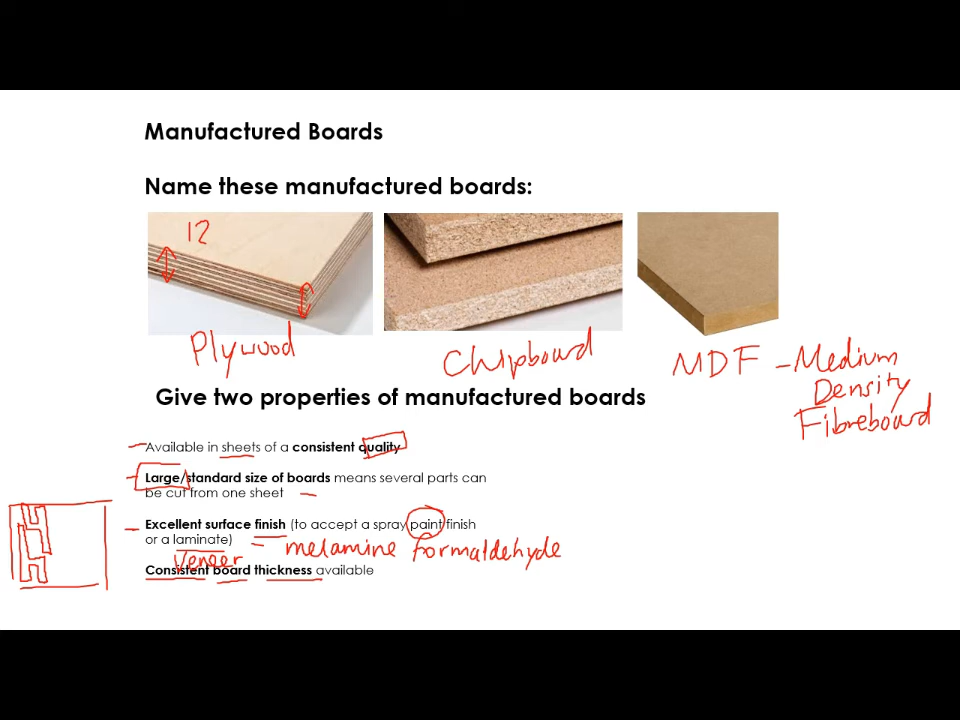 Manufactured Boards
Name these manufactured boards:
12
Plywood
Chipboard
MDF - Medium
Density
Fibreboard
Give two properties of manufactured boards
Available in sheets of a consistent quality
Large/standard size of boards means several parts can
be cut from one sheet
Excellent surface finish (to accept a spray paint finish
or a laminate) = melamine formaldehyde
Veneer
Consistent board thickness available